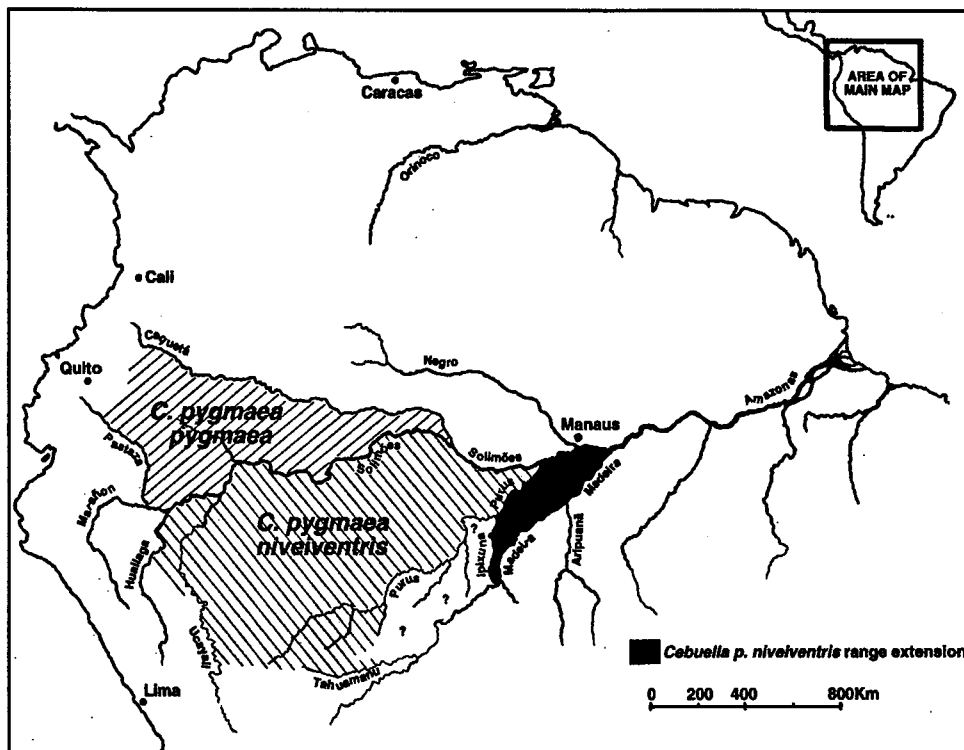 AREA OF
MAIN MAP
Caracas
Orinoco
Cali
Caquetá
Quito
Negro
Amazonas
C. pygmaea
pygmaea
Manaus
Pastaza
Solimões
Solimões
Madeira
Purus
Marañon
C. pygmaea
niveiventris
?
Ipixuna
Madeira
Aripuanã
Huallaga
Purus
?
?
Ucayali
Cebuella p. niveiventris range extension
Tahuamanu
Lima
0 200 400 800Km